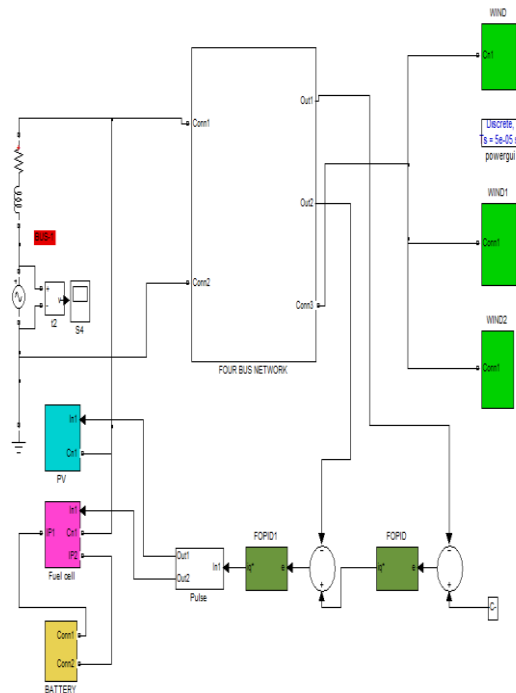 WIND
Cn1
Discrete,
Ts = 5e-05 s
powergui
Out1
Conn1
Out2
WIND1
Conn1
BUS-1
+
-
v
t2
S4
Conn2
Conn3
WIND2
Conn1
FOUR BUS NETWORK
In1
Cn1
PV
In1
IP1
Cn1
IP2
Fuel cell
Out1
Out2
In1
Pulse
FOPID1
iq*
e
FOPID
iq*
e
C-
Conn1
Conn2
BATTERY